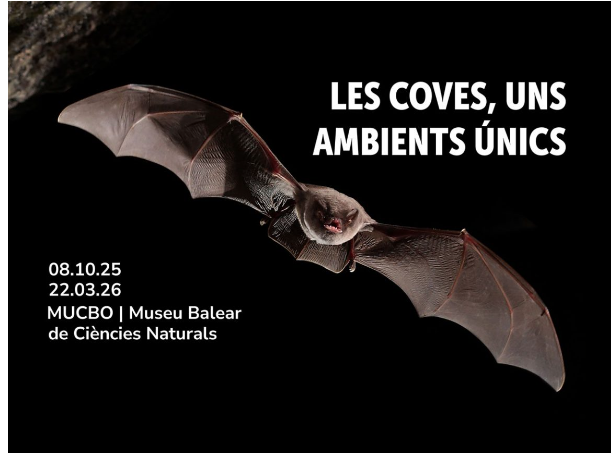 LES COVES, UNS
AMBIENTS ÚNICS
08.10.25
22.03.26
MUCBO | Museu Balear
de Ciències Naturals